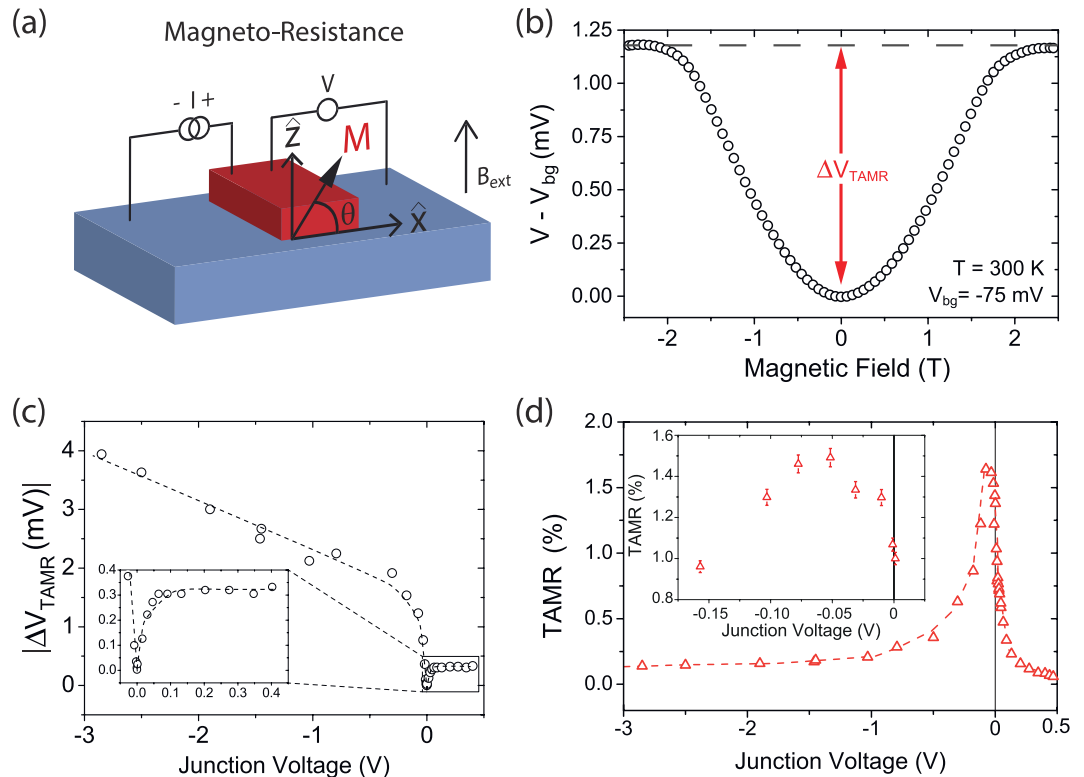 (a)
Magneto-Resistance
- I +
V
ẑ
M
θ
x̂
B_ext
(b)
V - V_bg (mV)
1.25
1.00
0.75
0.50
0.25
0.00
ΔV_TAMR
T = 300 K
V_bg= -75 mV
-2 -1 0 1 2
Magnetic Field (T)
(c)
|ΔV_TAMR(mV)|
4
3
2
1
0
0.4
0.3
0.2
0.1
0.0
0.0 0.1 0.2 0.3 0.4
-3 -2 -1 0
Junction Voltage (V)
(d)
TAMR (%)
2.0
1.5
1.0
0.5
0.0
TAMR (%)
1.6
1.4
1.2
1.0
0.8
-0.15 -0.10 -0.05 0
Junction Voltage (V)
-3 -2 -1 0 0.5
Junction Voltage (V)